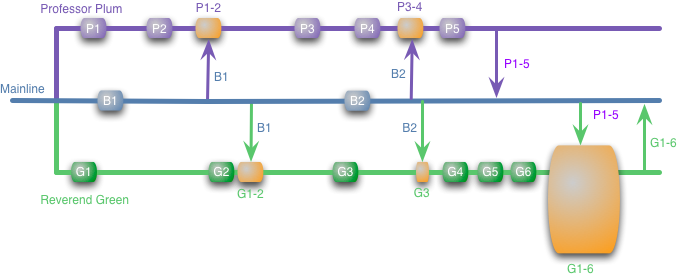 Professor Plum
P1-2
P3-4
P1
P2
P3
P4
P5
B1
B2
P1-5
Mainline
B1
B2
B1
B2
P1-5
G1-6
G1
G2
G3
G4
G5
G6
G1-2
G3
Reverend Green
G1-6